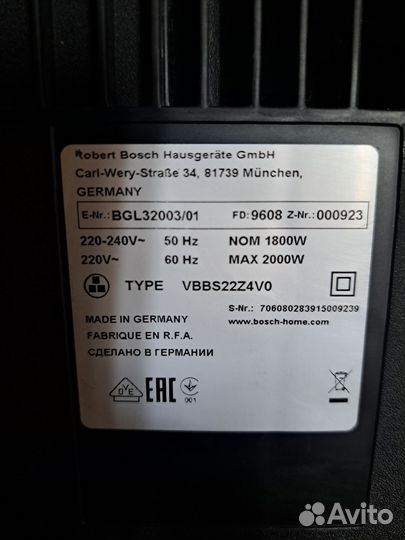 Robert Bosch Hausgeräte GmbH
Carl-Wery-Straße 34, 81739 München,
GERMANY
E-Nr.: BGL32003/01 FD: 9608 Z-Nr.: 000923
220-240V~ 50 Hz NOM 1800W
220V~ 60 Hz MAX 2000W
TYPE VBBS22Z4V0
S-Nr.: 706080283915009239
MADE IN GERMANY www.bosch-home.com
FABRIQUE EN R.F.A.
СДЕЛАНО В ГЕРМАНИИ
DVE EAC 001
Avito